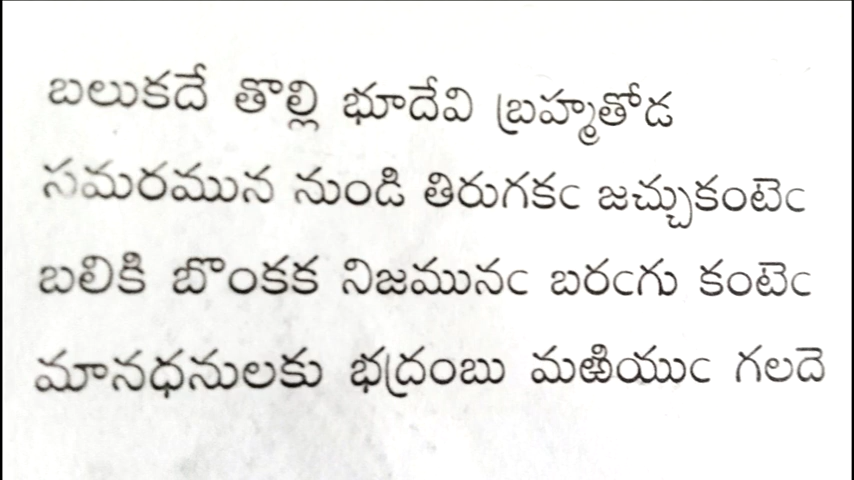 బలుకదే తొల్లి భూదేవి బ్రహ్మతోడ
సమరమున నుండి తిరుగకఁ జచ్చుకంటెఁ
బలికి బొంకక నిజమునఁ బరఁగు కంటెఁ
మానధనులకు భద్రంబు మఱియుఁ గలదె